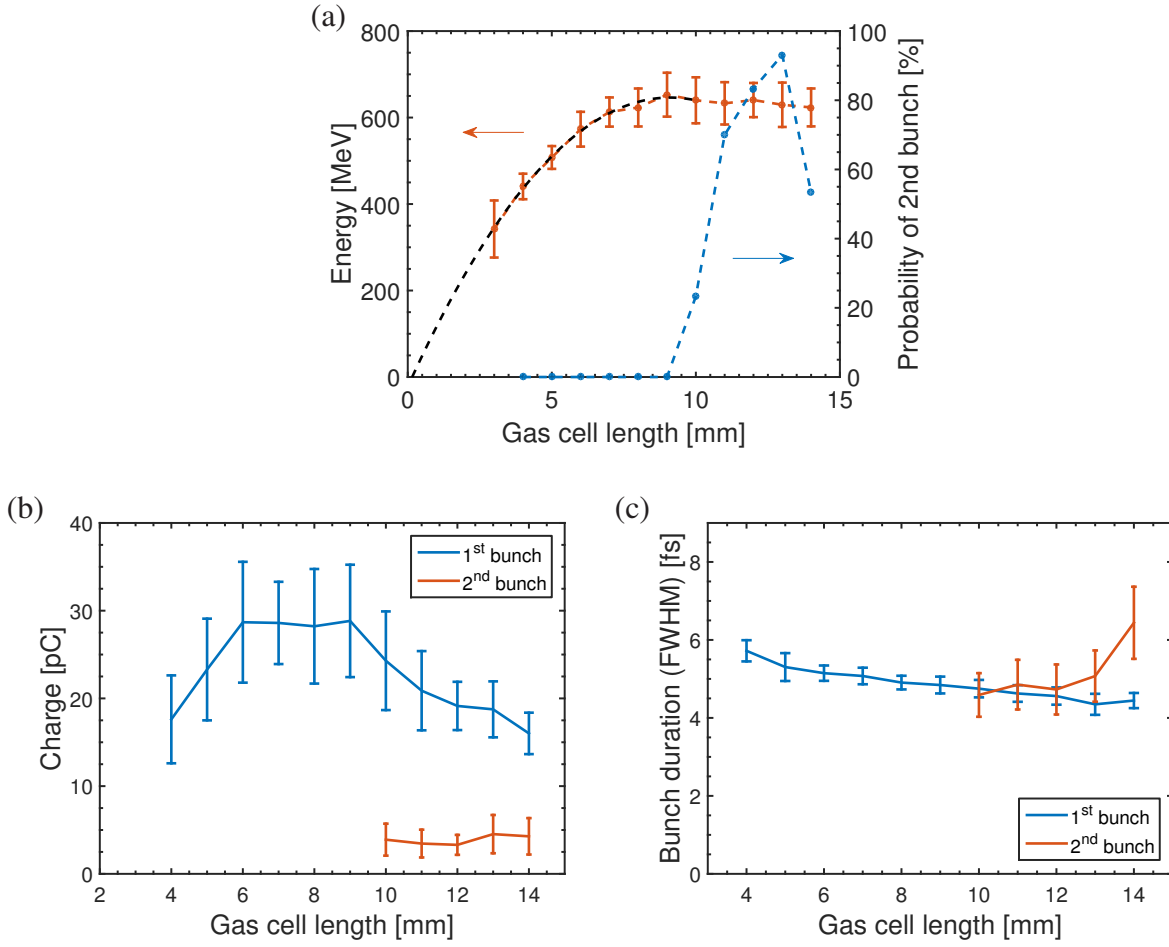 (a)
800
600
400
200
0
Energy [MeV]
0
5
10
15
Gas cell length [mm]
100
80
60
40
20
0
Probability of 2nd bunch [%]
(b)
40
30
20
10
0
Charge [pC]
2
4
6
8
10
12
14
Gas cell length [mm]
1st bunch
2nd bunch
(c)
8
6
4
2
0
Bunch duration (FWHM) [fs]
4
6
8
10
12
14
Gas cell length [mm]
1st bunch
2nd bunch